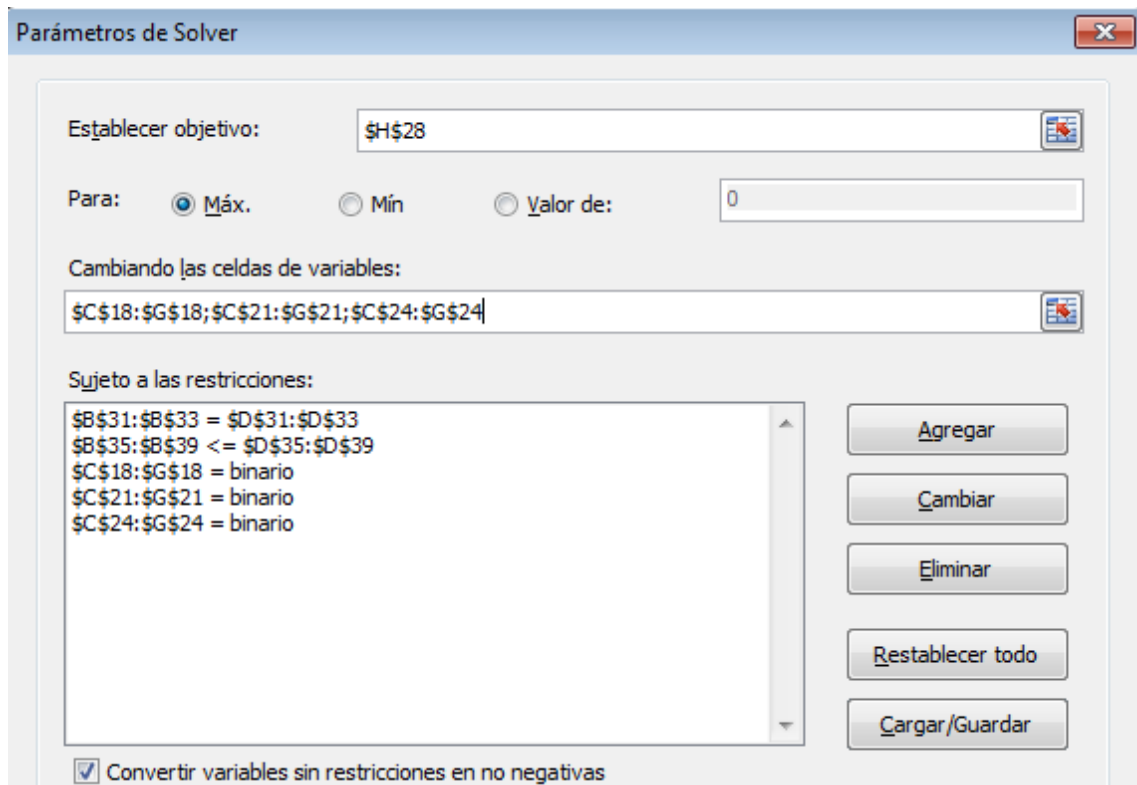 Parámetros de Solver
Establecer objetivo: $H$28
Para: Máx. Mín Valor de: 0
Cambiando las celdas de variables:
$C$18:$G$18;$C$21:$G$21;$C$24:$G$24
Sujeto a las restricciones:
$B$31:$B$33 = $D$31:$D$33
$B$35:$B$39 <= $D$35:$D$39
$C$18:$G$18 = binario
$C$21:$G$21 = binario
$C$24:$G$24 = binario
Agregar
Cambiar
Eliminar
Restablecer todo
Cargar/Guardar
Convertir variables sin restricciones en no negativas